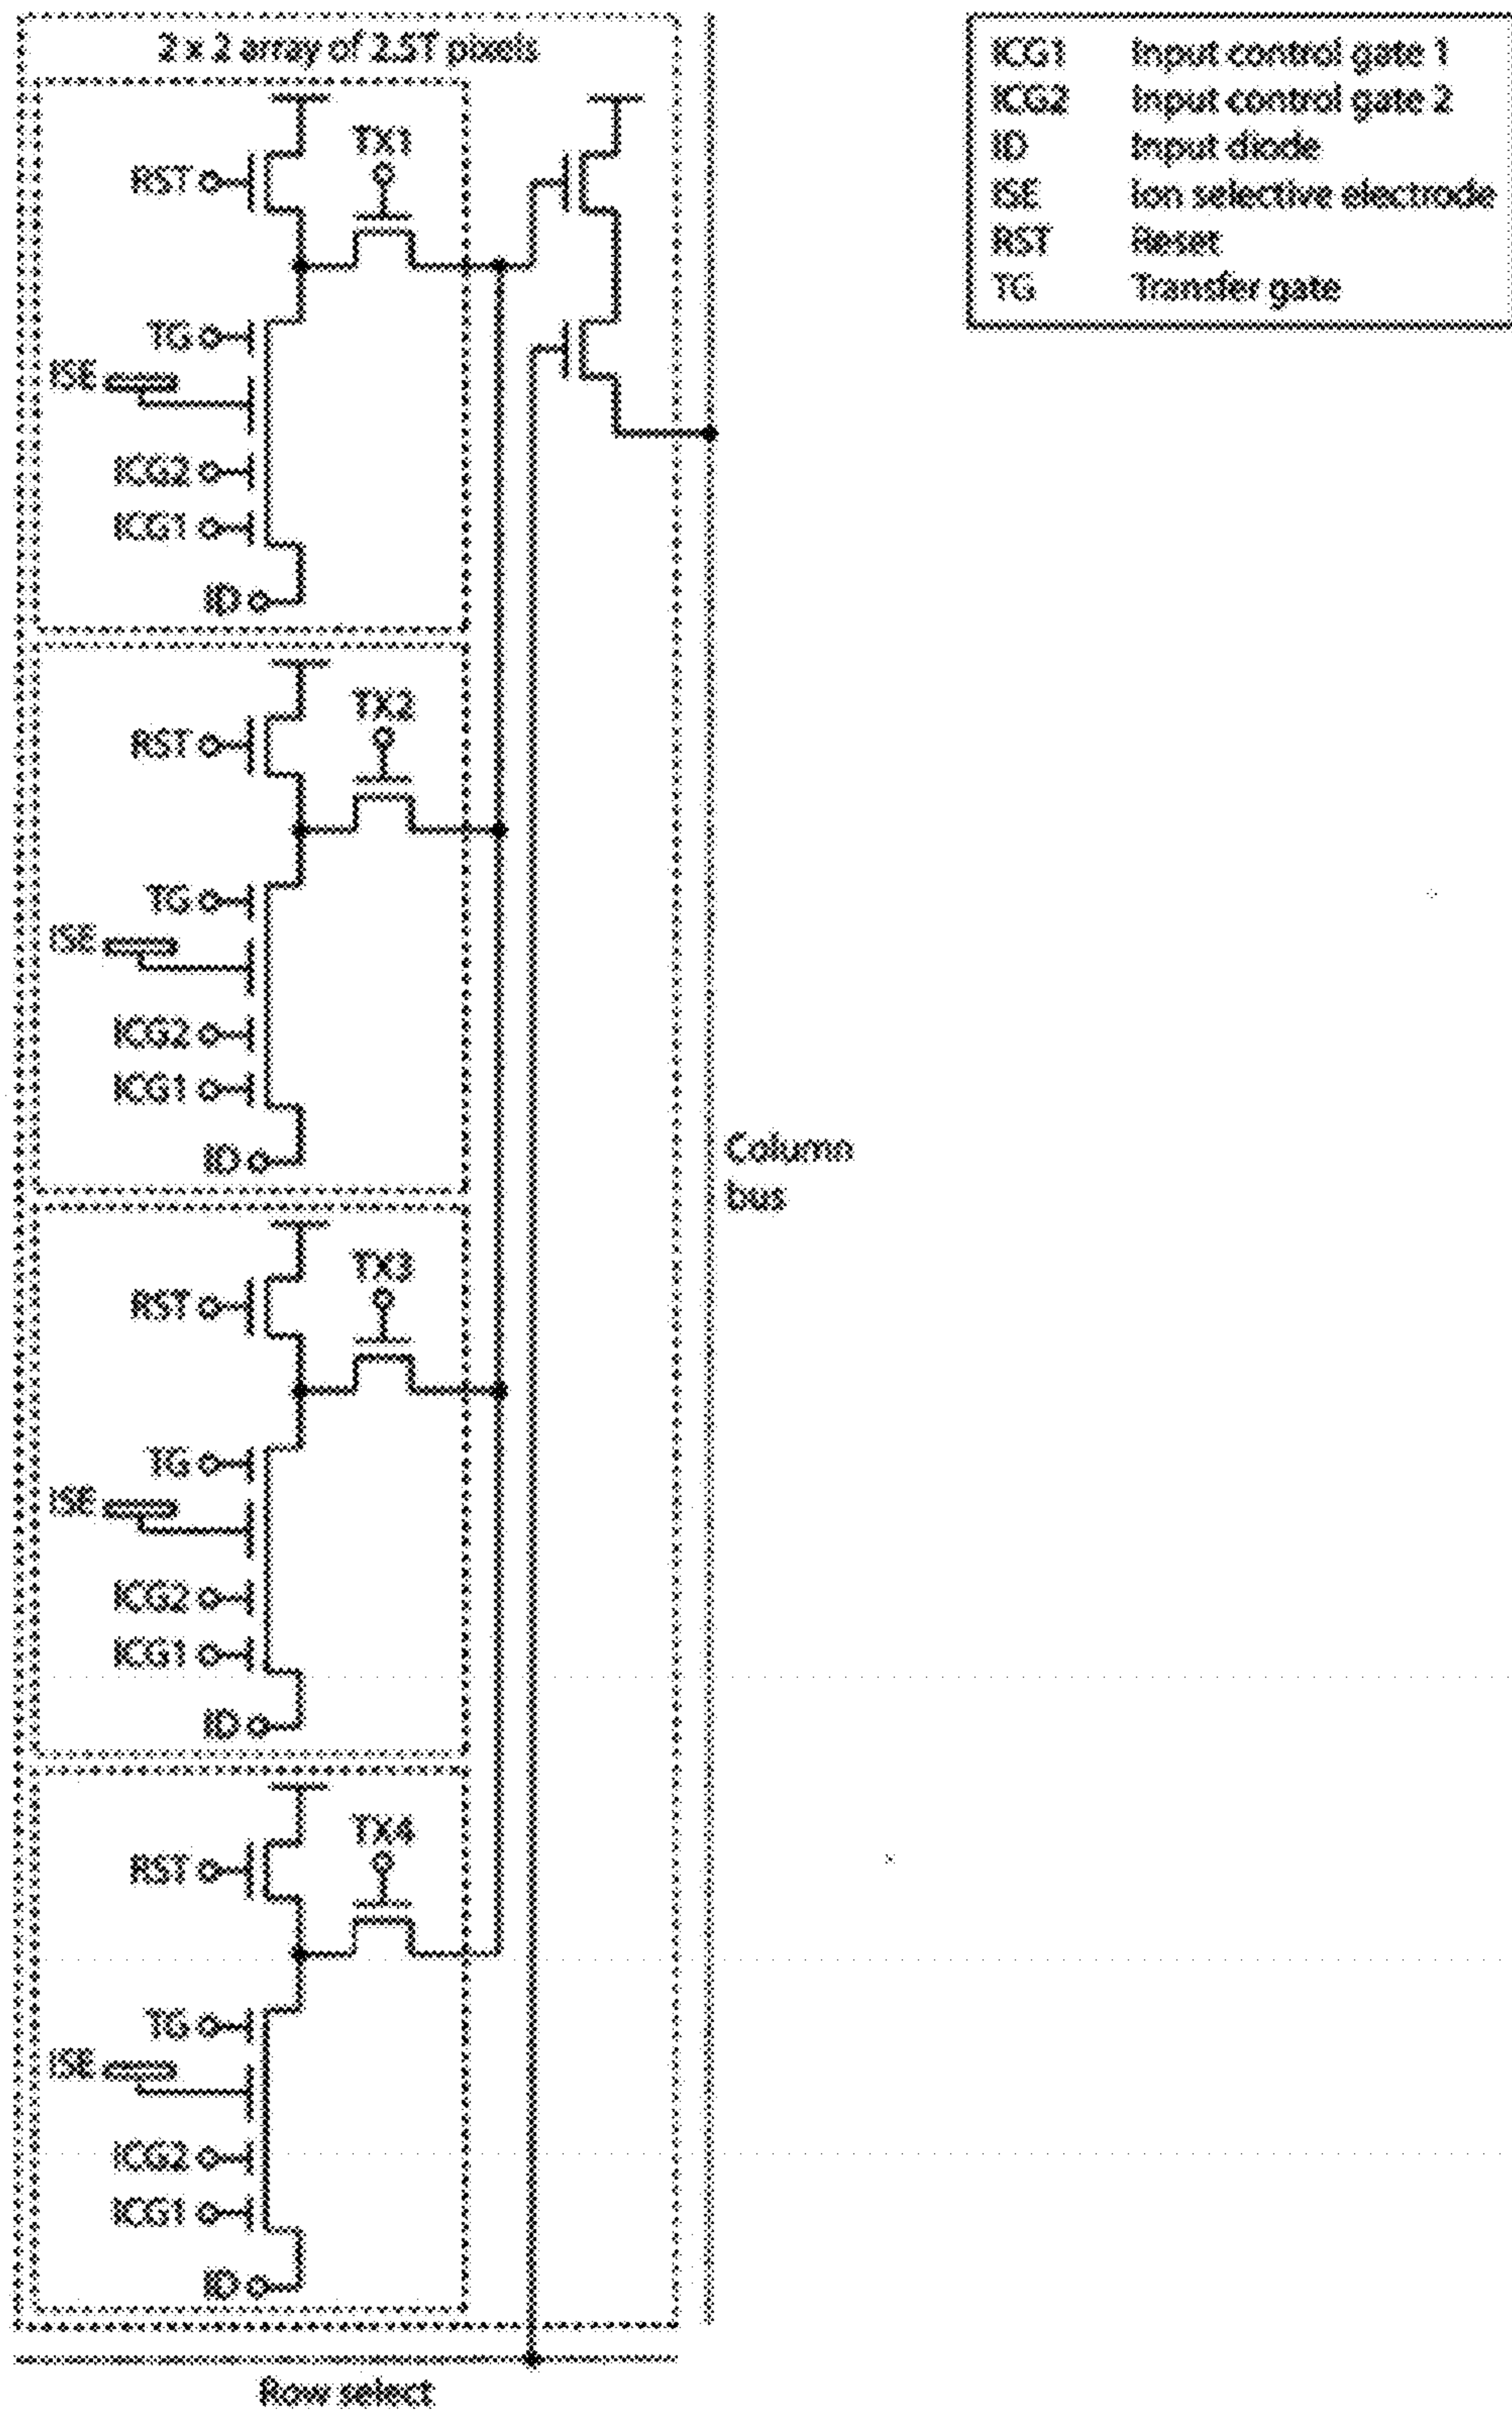 2 x 2 array of 2.5T pixels
RST
TX1
TG
ISE
ICG2
ICG1
ID
RST
TX2
TG
ISE
ICG2
ICG1
ID
RST
TX3
TG
ISE
ICG2
ICG1
ID
RST
TX4
TG
ISE
ICG2
ICG1
ID
Row select
Column
bus
ICG1 Input control gate 1
ICG2 Input control gate 2
ID Input diode
ISE Ion selective electrode
RST Reset
TG Transfer gate